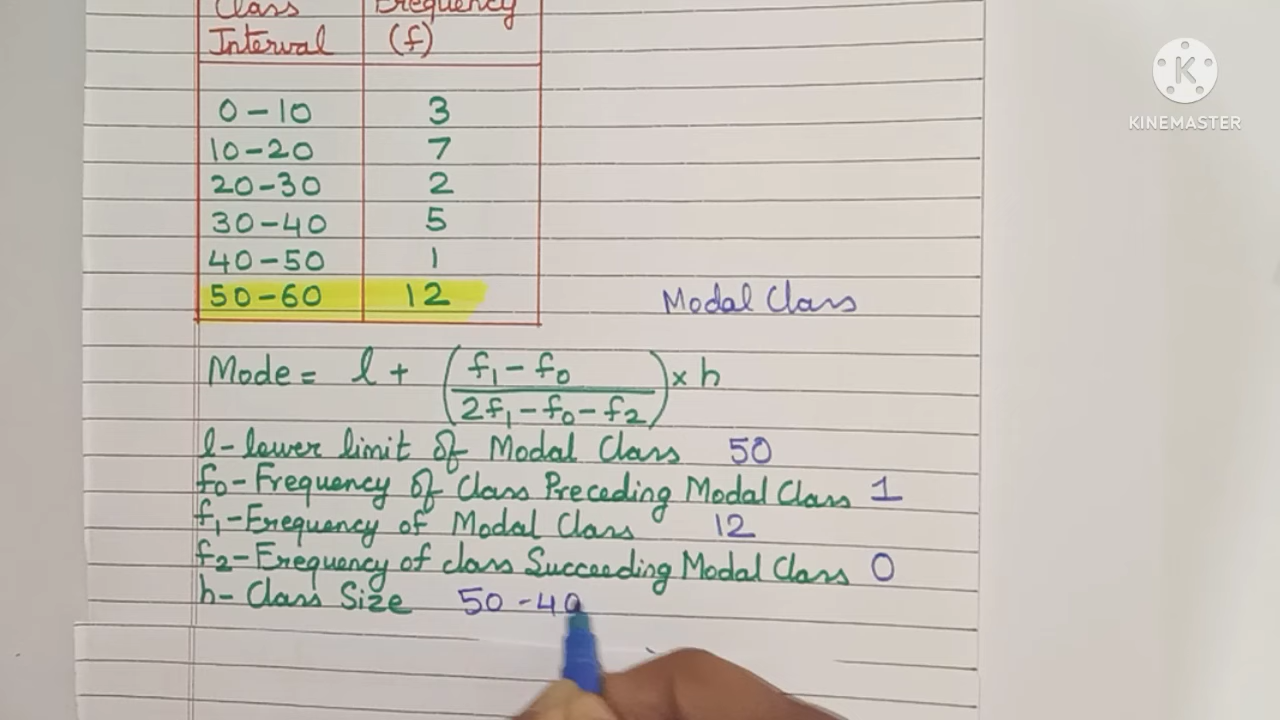 Class Frequency
Interval (f)
K
KINEMASTER
0-10 3
10-20 7
20-30 2
30-40 5
40-50 1
50-60 12 Modal Class
Mode = l + (f₁ - f₀ / 2f₁ - f₀ - f₂) × h
l - lower limit of Modal Class 50
f₀ - Frequency of Class Preceding Modal Class 1
f₁ - Frequency of Modal Class 12
f₂ - Frequency of class Succeeding Modal Class 0
h - Class Size 50 - 40